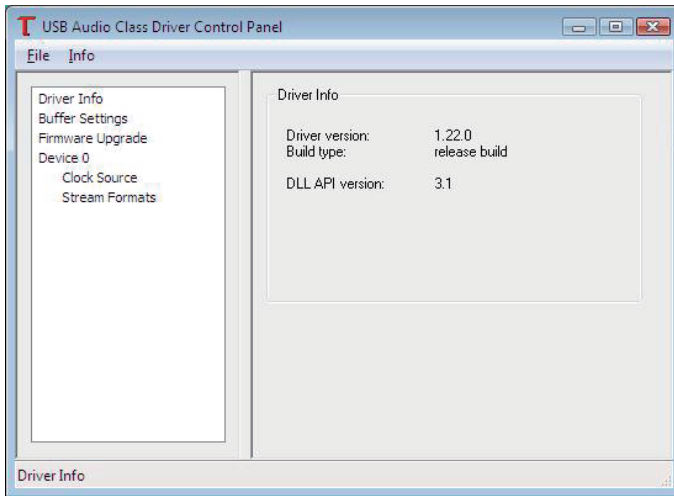 T USB Audio Class Driver Control Panel
File Info
Driver Info
Buffer Settings
Firmware Upgrade
Device 0
Clock Source
Stream Formats
Driver Info
Driver version: 1.22.0
Build type: release build
DLL API version: 3.1
Driver Info